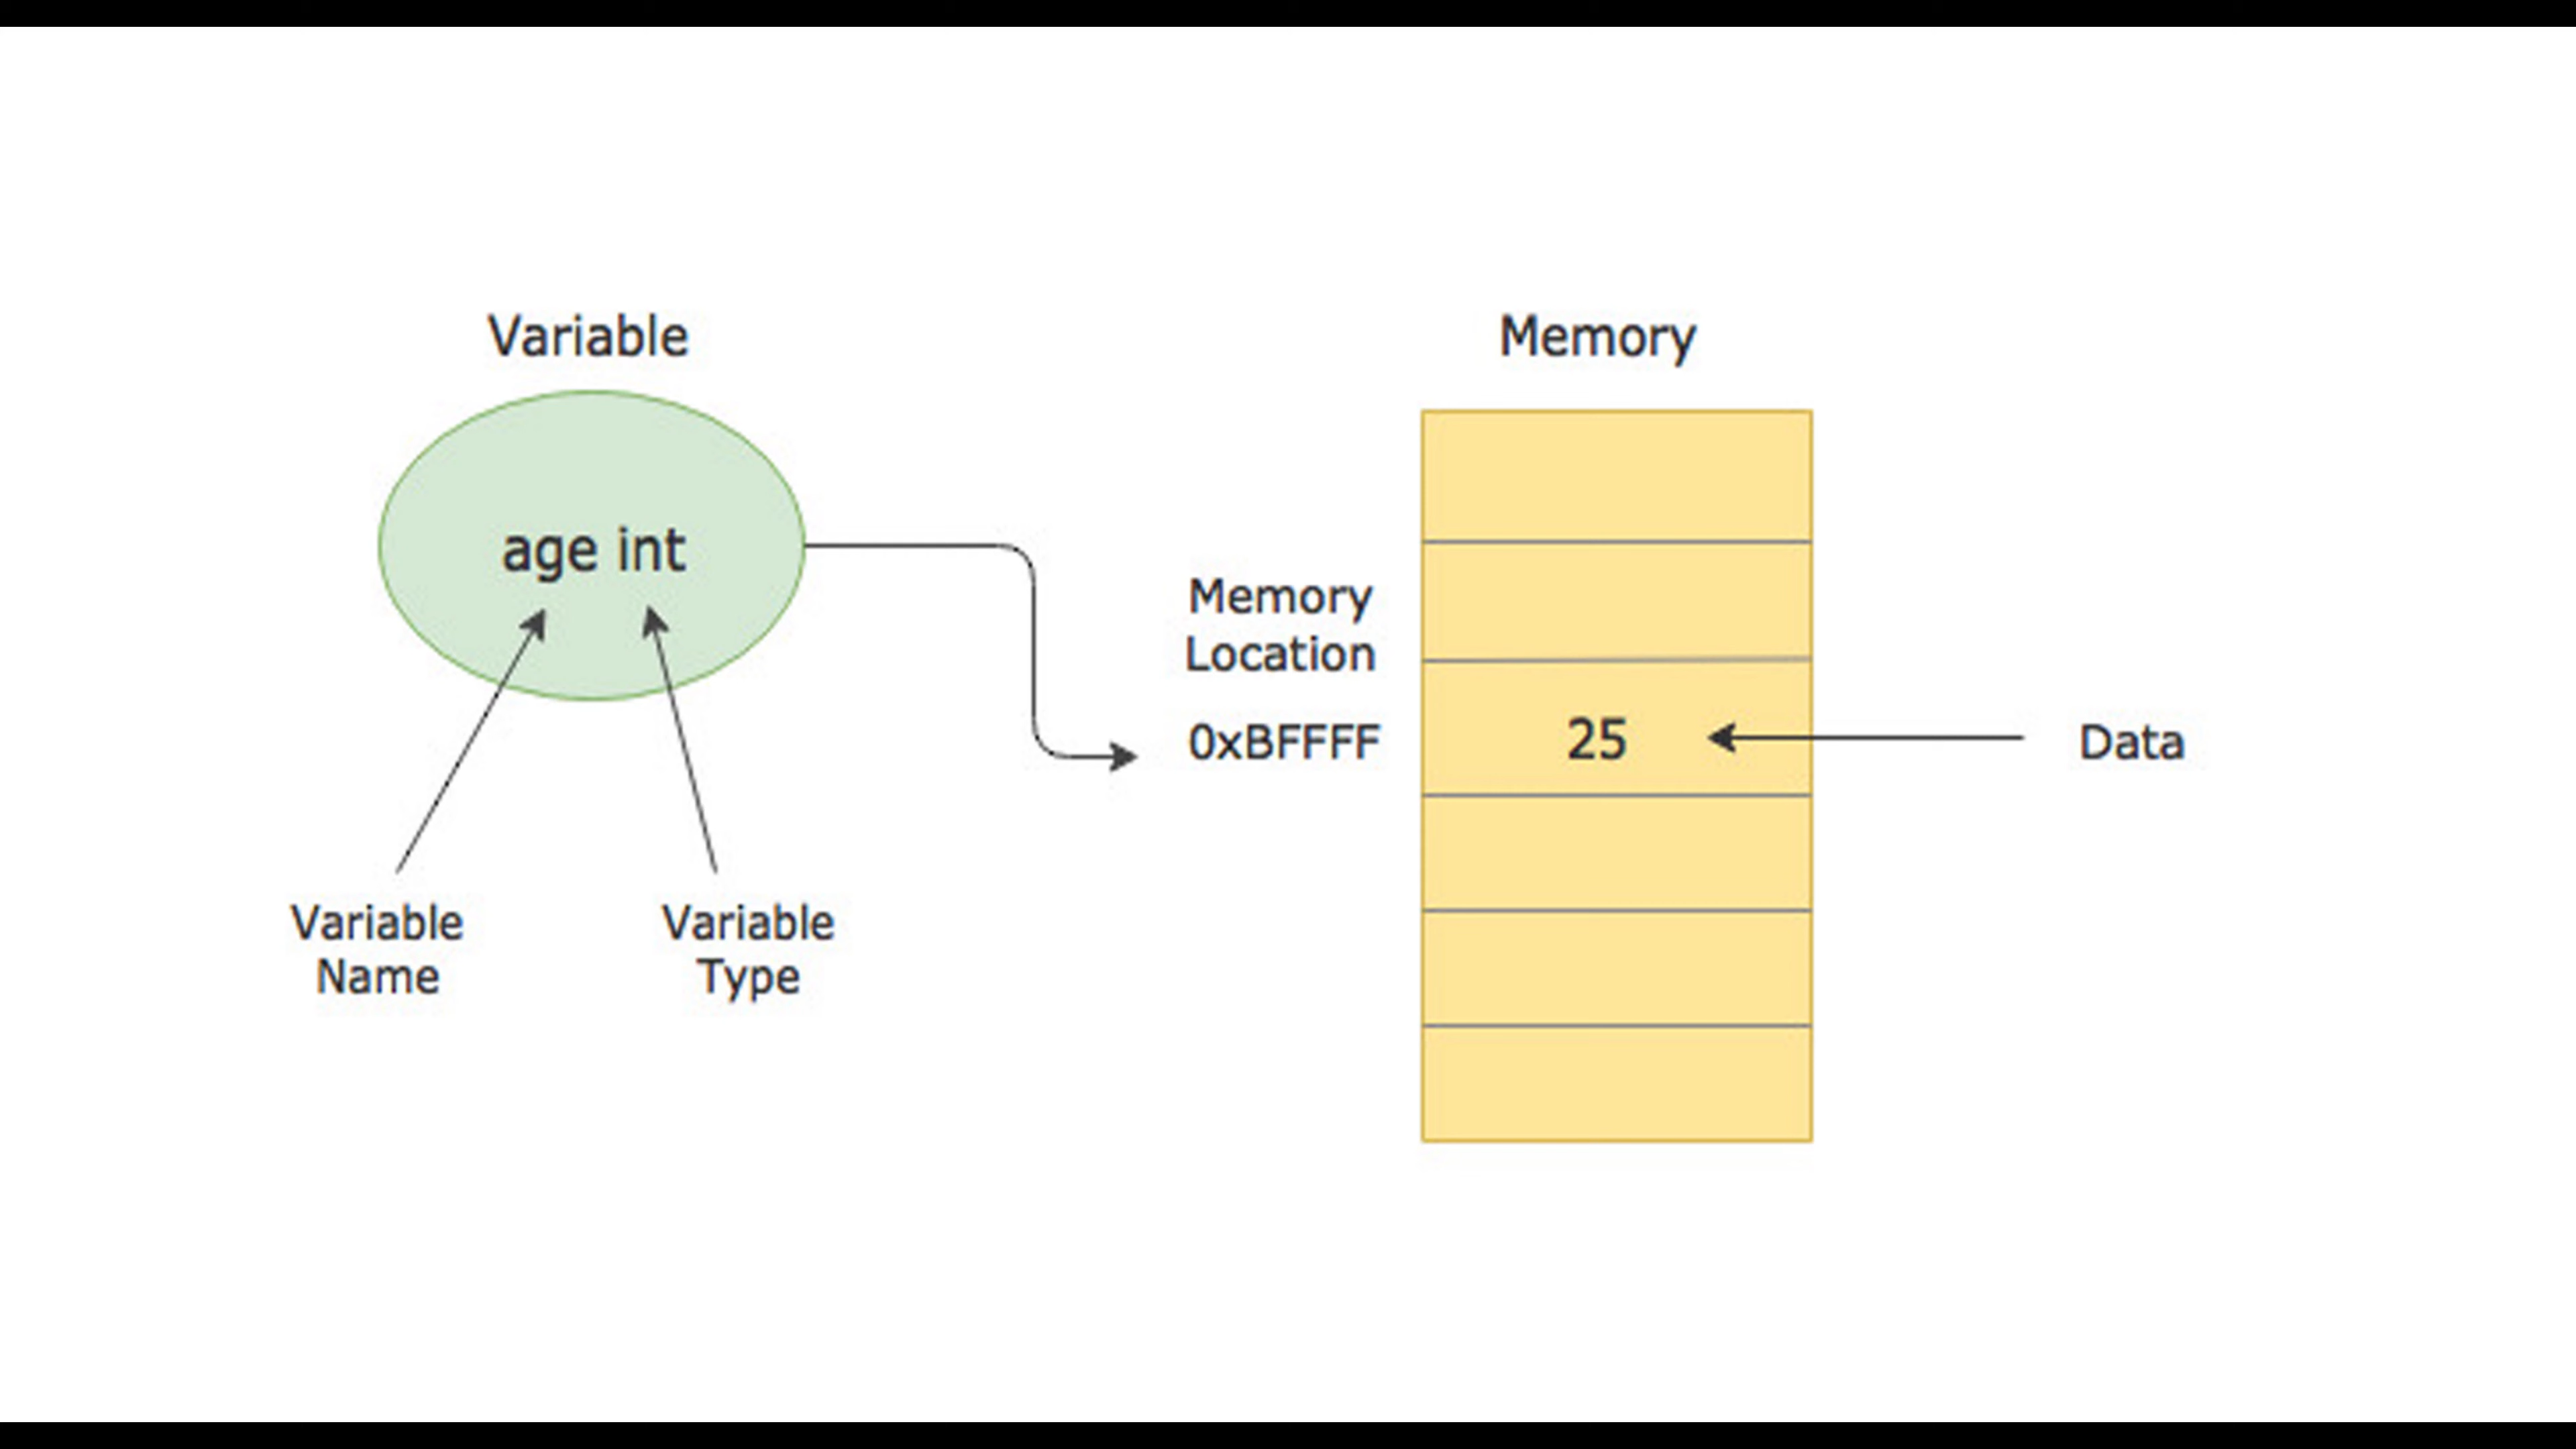 Variable
Memory
age int
Memory
Location
0xBFFFF
25
Data
Variable
Name
Variable
Type